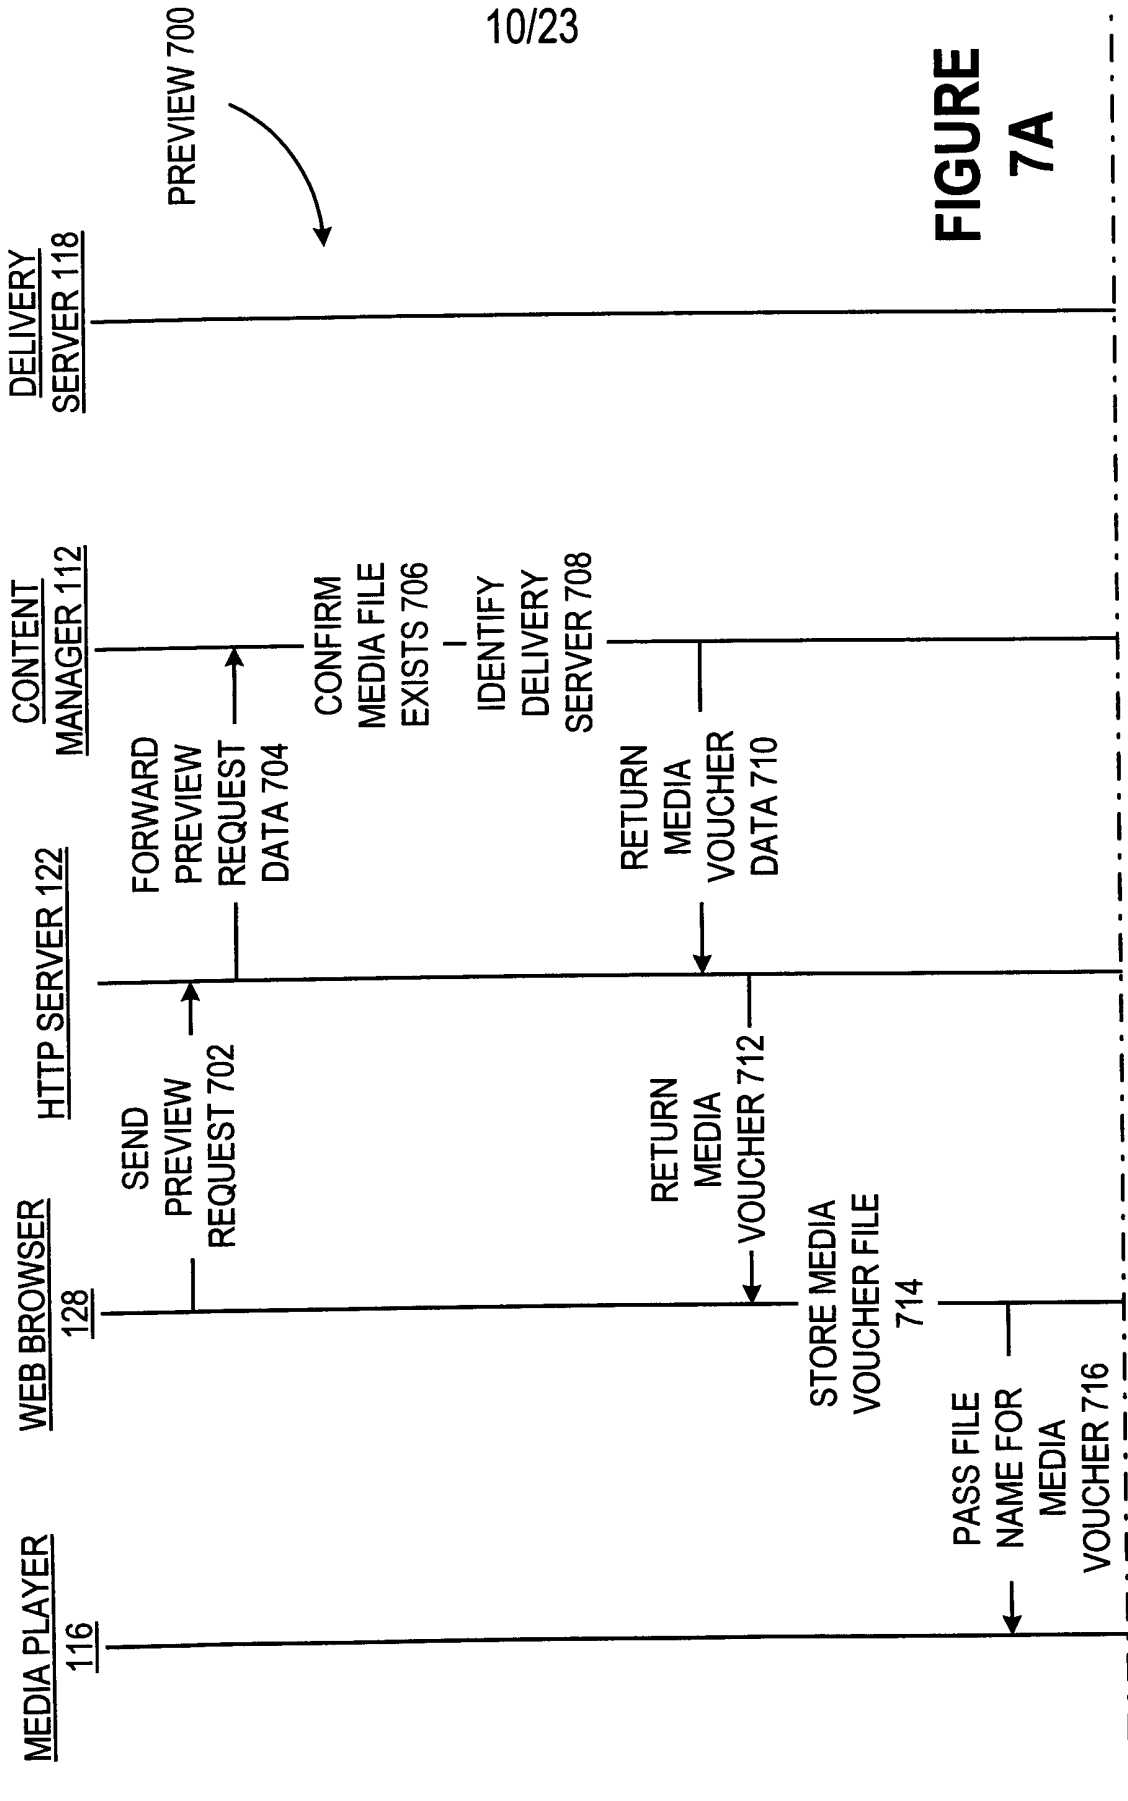 10/23
MEDIA PLAYER
116
WEB BROWSER
128
HTTP SERVER 122
CONTENT
MANAGER 112
DELIVERY
SERVER 118
PREVIEW 700
SEND
PREVIEW
REQUEST 702
FORWARD
PREVIEW
REQUEST
DATA 704
CONFIRM
MEDIA FILE
EXISTS 706
IDENTIFY
DELIVERY
SERVER 708
RETURN
MEDIA
VOUCHER
DATA 710
RETURN
MEDIA
VOUCHER 712
STORE MEDIA
VOUCHER FILE
714
PASS FILE
NAME FOR
MEDIA
VOUCHER 716
FIGURE
7A